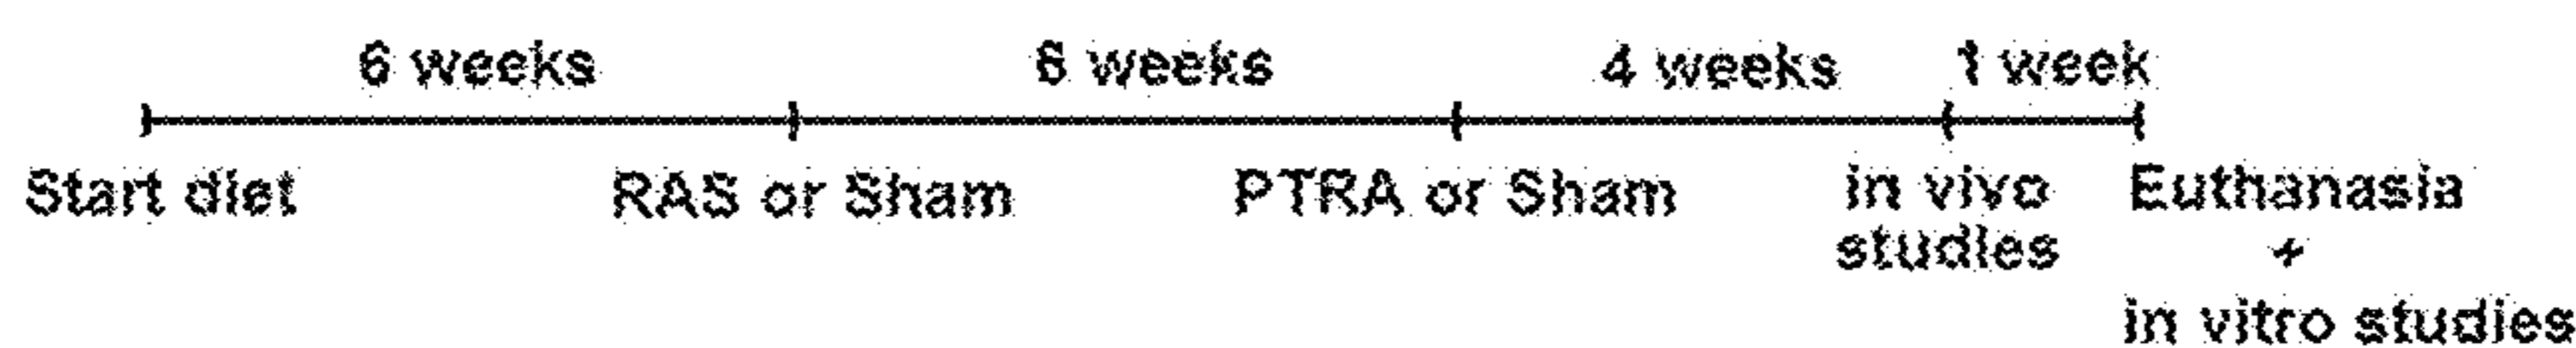 6 weeks 6 weeks 4 weeks 1 week
Start diet RAS or Sham PTRA or Sham in vivo studies Euthanasia
+
in vitro studies